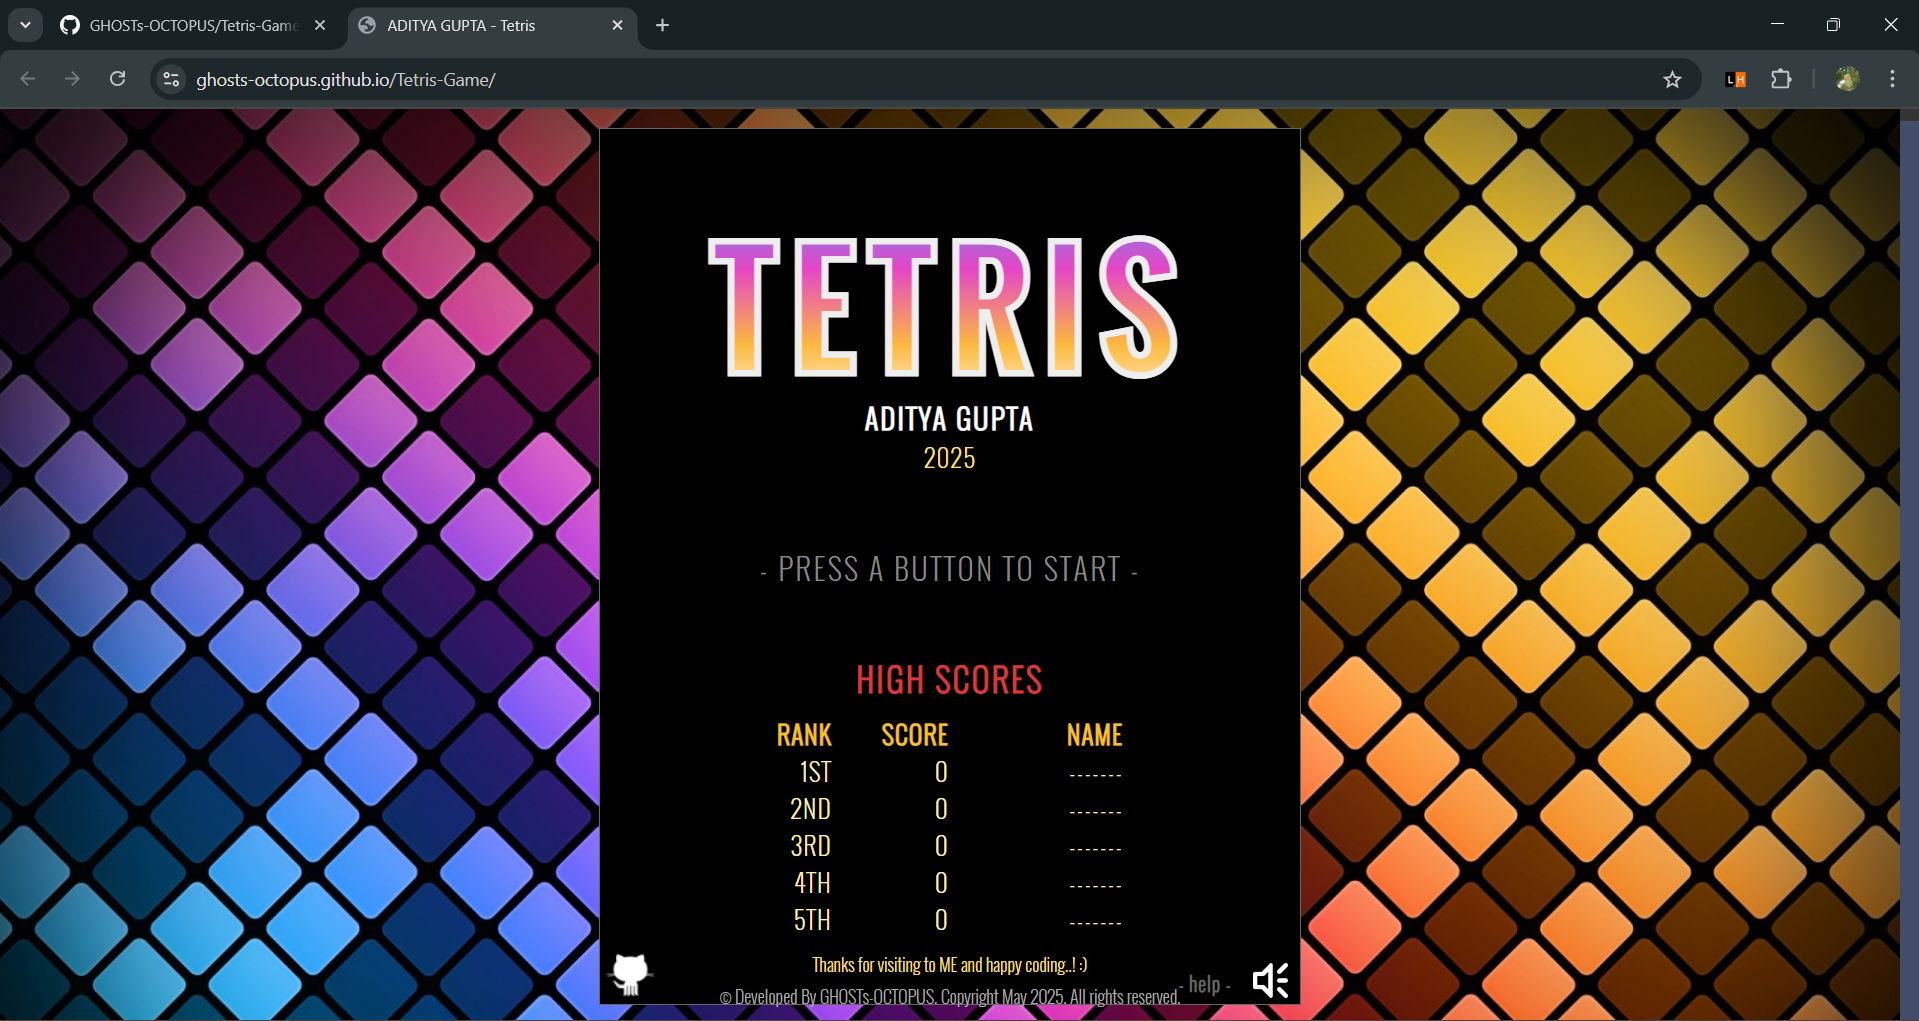 GHOSTs-OCTOPUS/Tetris-Game
ADITYA GUPTA - Tetris
ghosts-octopus.github.io/Tetris-Game/
LH
TETRIS
ADITYA GUPTA
2025
- PRESS A BUTTON TO START -
HIGH SCORES
RANK SCORE NAME
1ST 0 -------
2ND 0 -------
3RD 0 -------
4TH 0 -------
5TH 0 -------
Thanks for visiting to ME and happy coding..! :)
- help -
© Developed By GHOSTs-OCTOPUS. Copyright May 2025. All rights reserved.